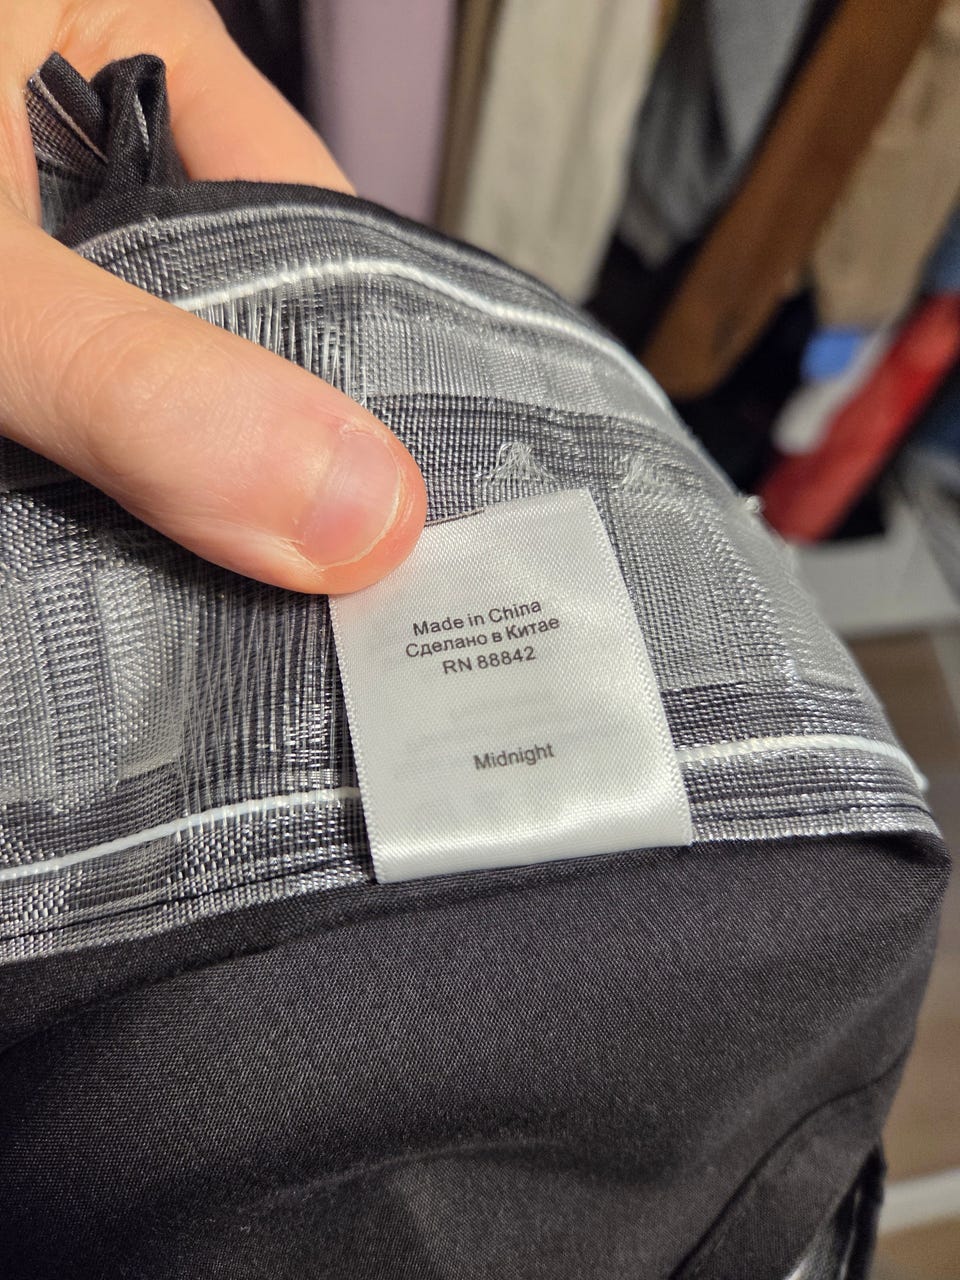 Made in China
Сделано в Китае
RN 88842
Midnight